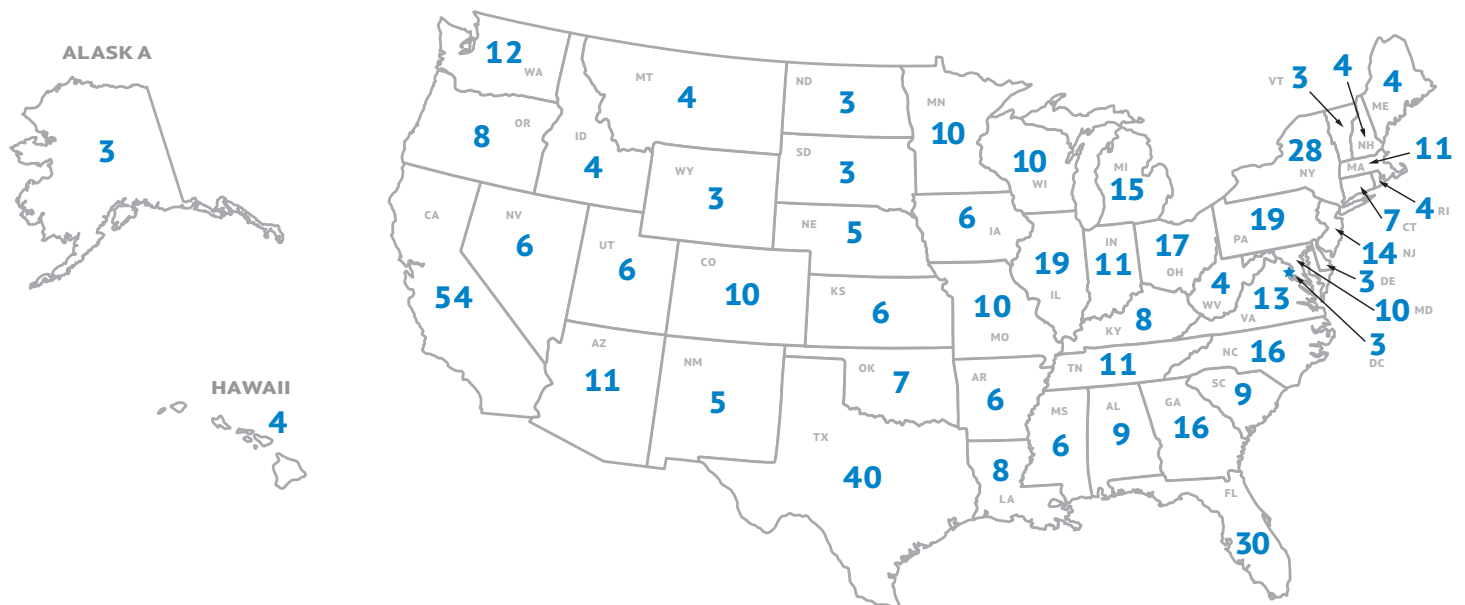 ALASKA
3
HAWAII
4
12
WA
8
OR
54
CA
6
NV
4
ID
4
MT
3
WY
6
UT
10
CO
11
AZ
5
NM
3
ND
3
SD
5
NE
6
KS
7
OK
40
TX
10
MN
6
IA
10
MO
6
AR
8
LA
10
WI
19
IL
15
MI
11
IN
17
OH
8
KY
11
TN
6
MS
9
AL
16
GA
30
FL
9
SC
16
NC
13
VA
4
WV
19
PA
28
NY
VT 3
4
NH
4
ME
11
MA
4 RI
7 CT
14 NJ
3 DE
10 MD
3
DC